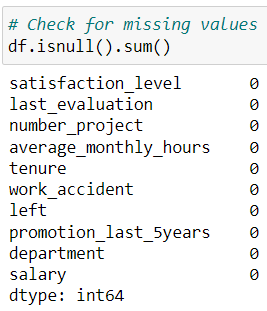 # Check for missing values
df.isnull().sum()
satisfaction_level 0
last_evaluation 0
number_project 0
average_monthly_hours 0
tenure 0
work_accident 0
left 0
promotion_last_5years 0
department 0
salary 0
dtype: int64